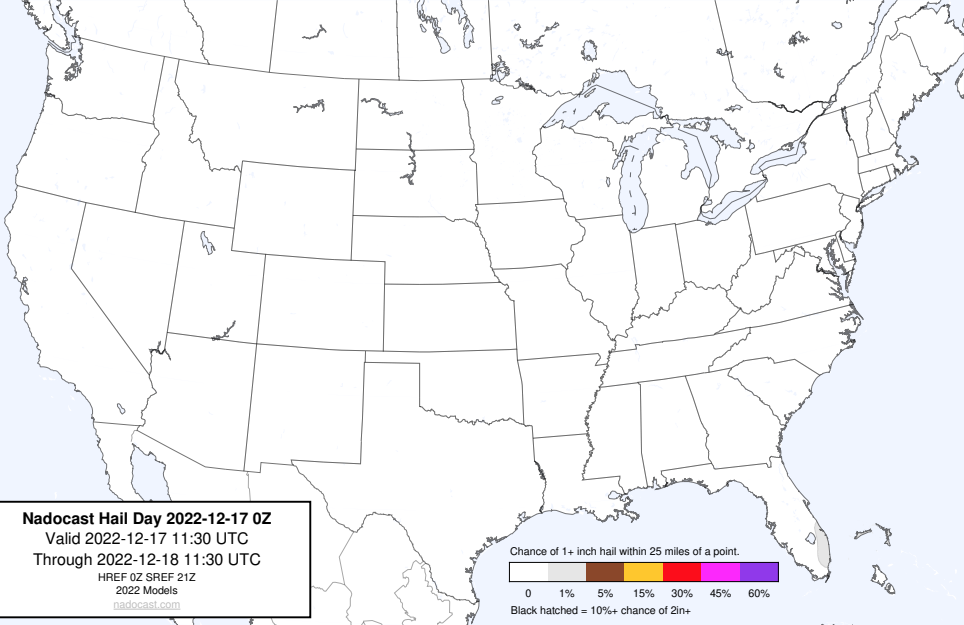 Nadocast Hail Day 2022-12-17 0Z
Valid 2022-12-17 11:30 UTC
Through 2022-12-18 11:30 UTC
HREF 0Z SREF 21Z
2022 Models
nadocast.com
Chance of 1+ inch hail within 25 miles of a point.
0 1% 5% 15% 30% 45% 60%
Black hatched = 10%+ chance of 2in+